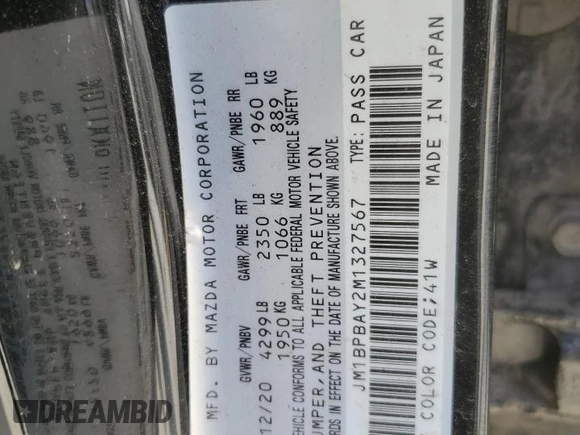 MFD. BY MAZDA MOTOR CORPORATION
GVWR/PNBV GAWR/PNBE FRT GAWR/PNBE RR
12/20 4299 LB 2350 LB 1960 LB
1950 KG 1066 KG 889 KG
VEHICLE CONFORMS TO ALL APPLICABLE FEDERAL MOTOR VEHICLE SAFETY
UMPER, AND THEFT PREVENTION
RDS IN EFFECT ON THE DATE OF MANUFACTURE SHOWN ABOVE.
JM1BPBAY2M1327567 TYPE: PASS CAR
COLOR CODE;41W MADE IN JAPAN
DREAMBID